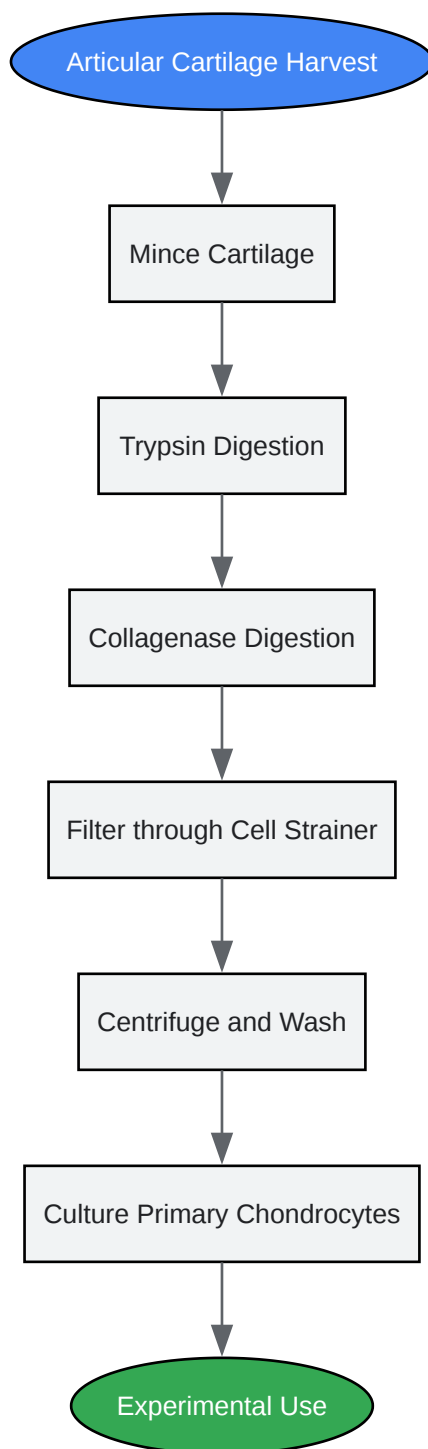 Articular Cartilage Harvest
Mince Cartilage
Trypsin Digestion
Collagenase Digestion
Filter through Cell Strainer
Centrifuge and Wash
Culture Primary Chondrocytes
Experimental Use